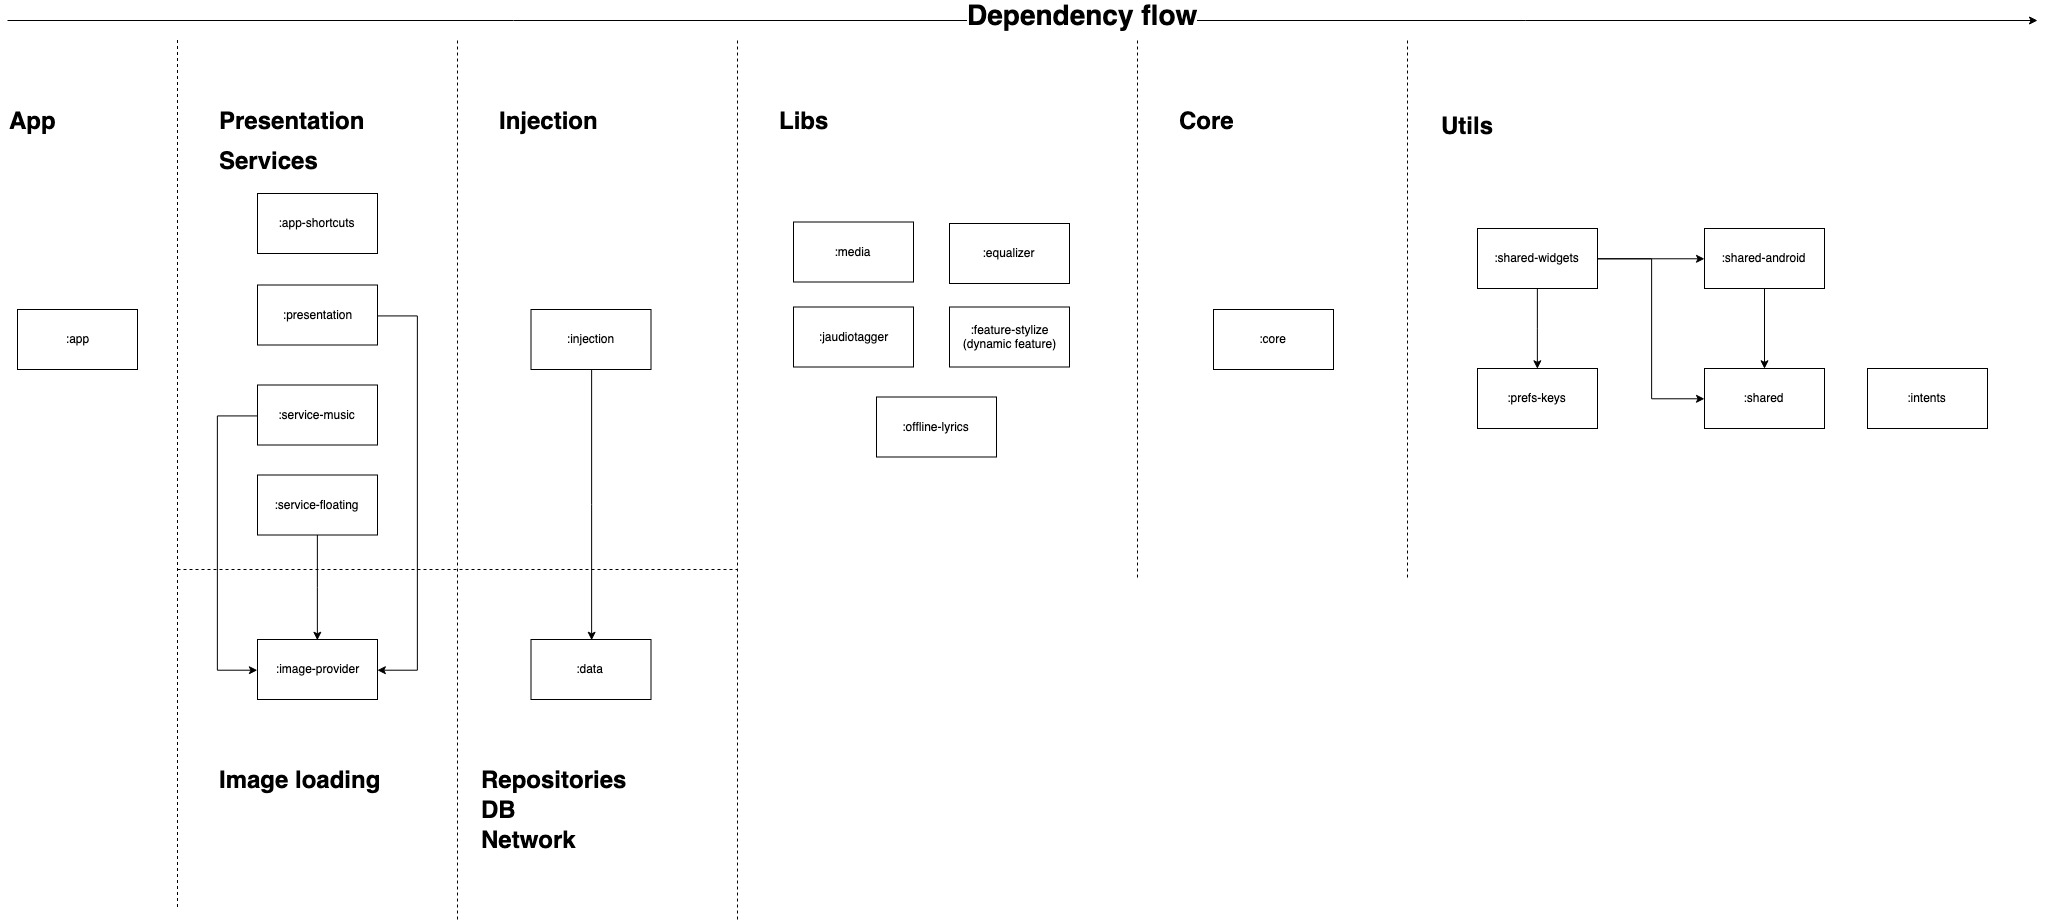 Dependency flow
App
:app
Presentation
Services
:app-shortcuts
:presentation
:service-music
:service-floating
:image-provider
Image loading
Injection
:injection
:data
Repositories
DB
Network
Libs
:media
:equalizer
:jaudiotagger
:feature-stylize
(dynamic feature)
:offline-lyrics
Core
:core
Utils
:shared-widgets
:shared-android
:prefs-keys
:shared
:intents